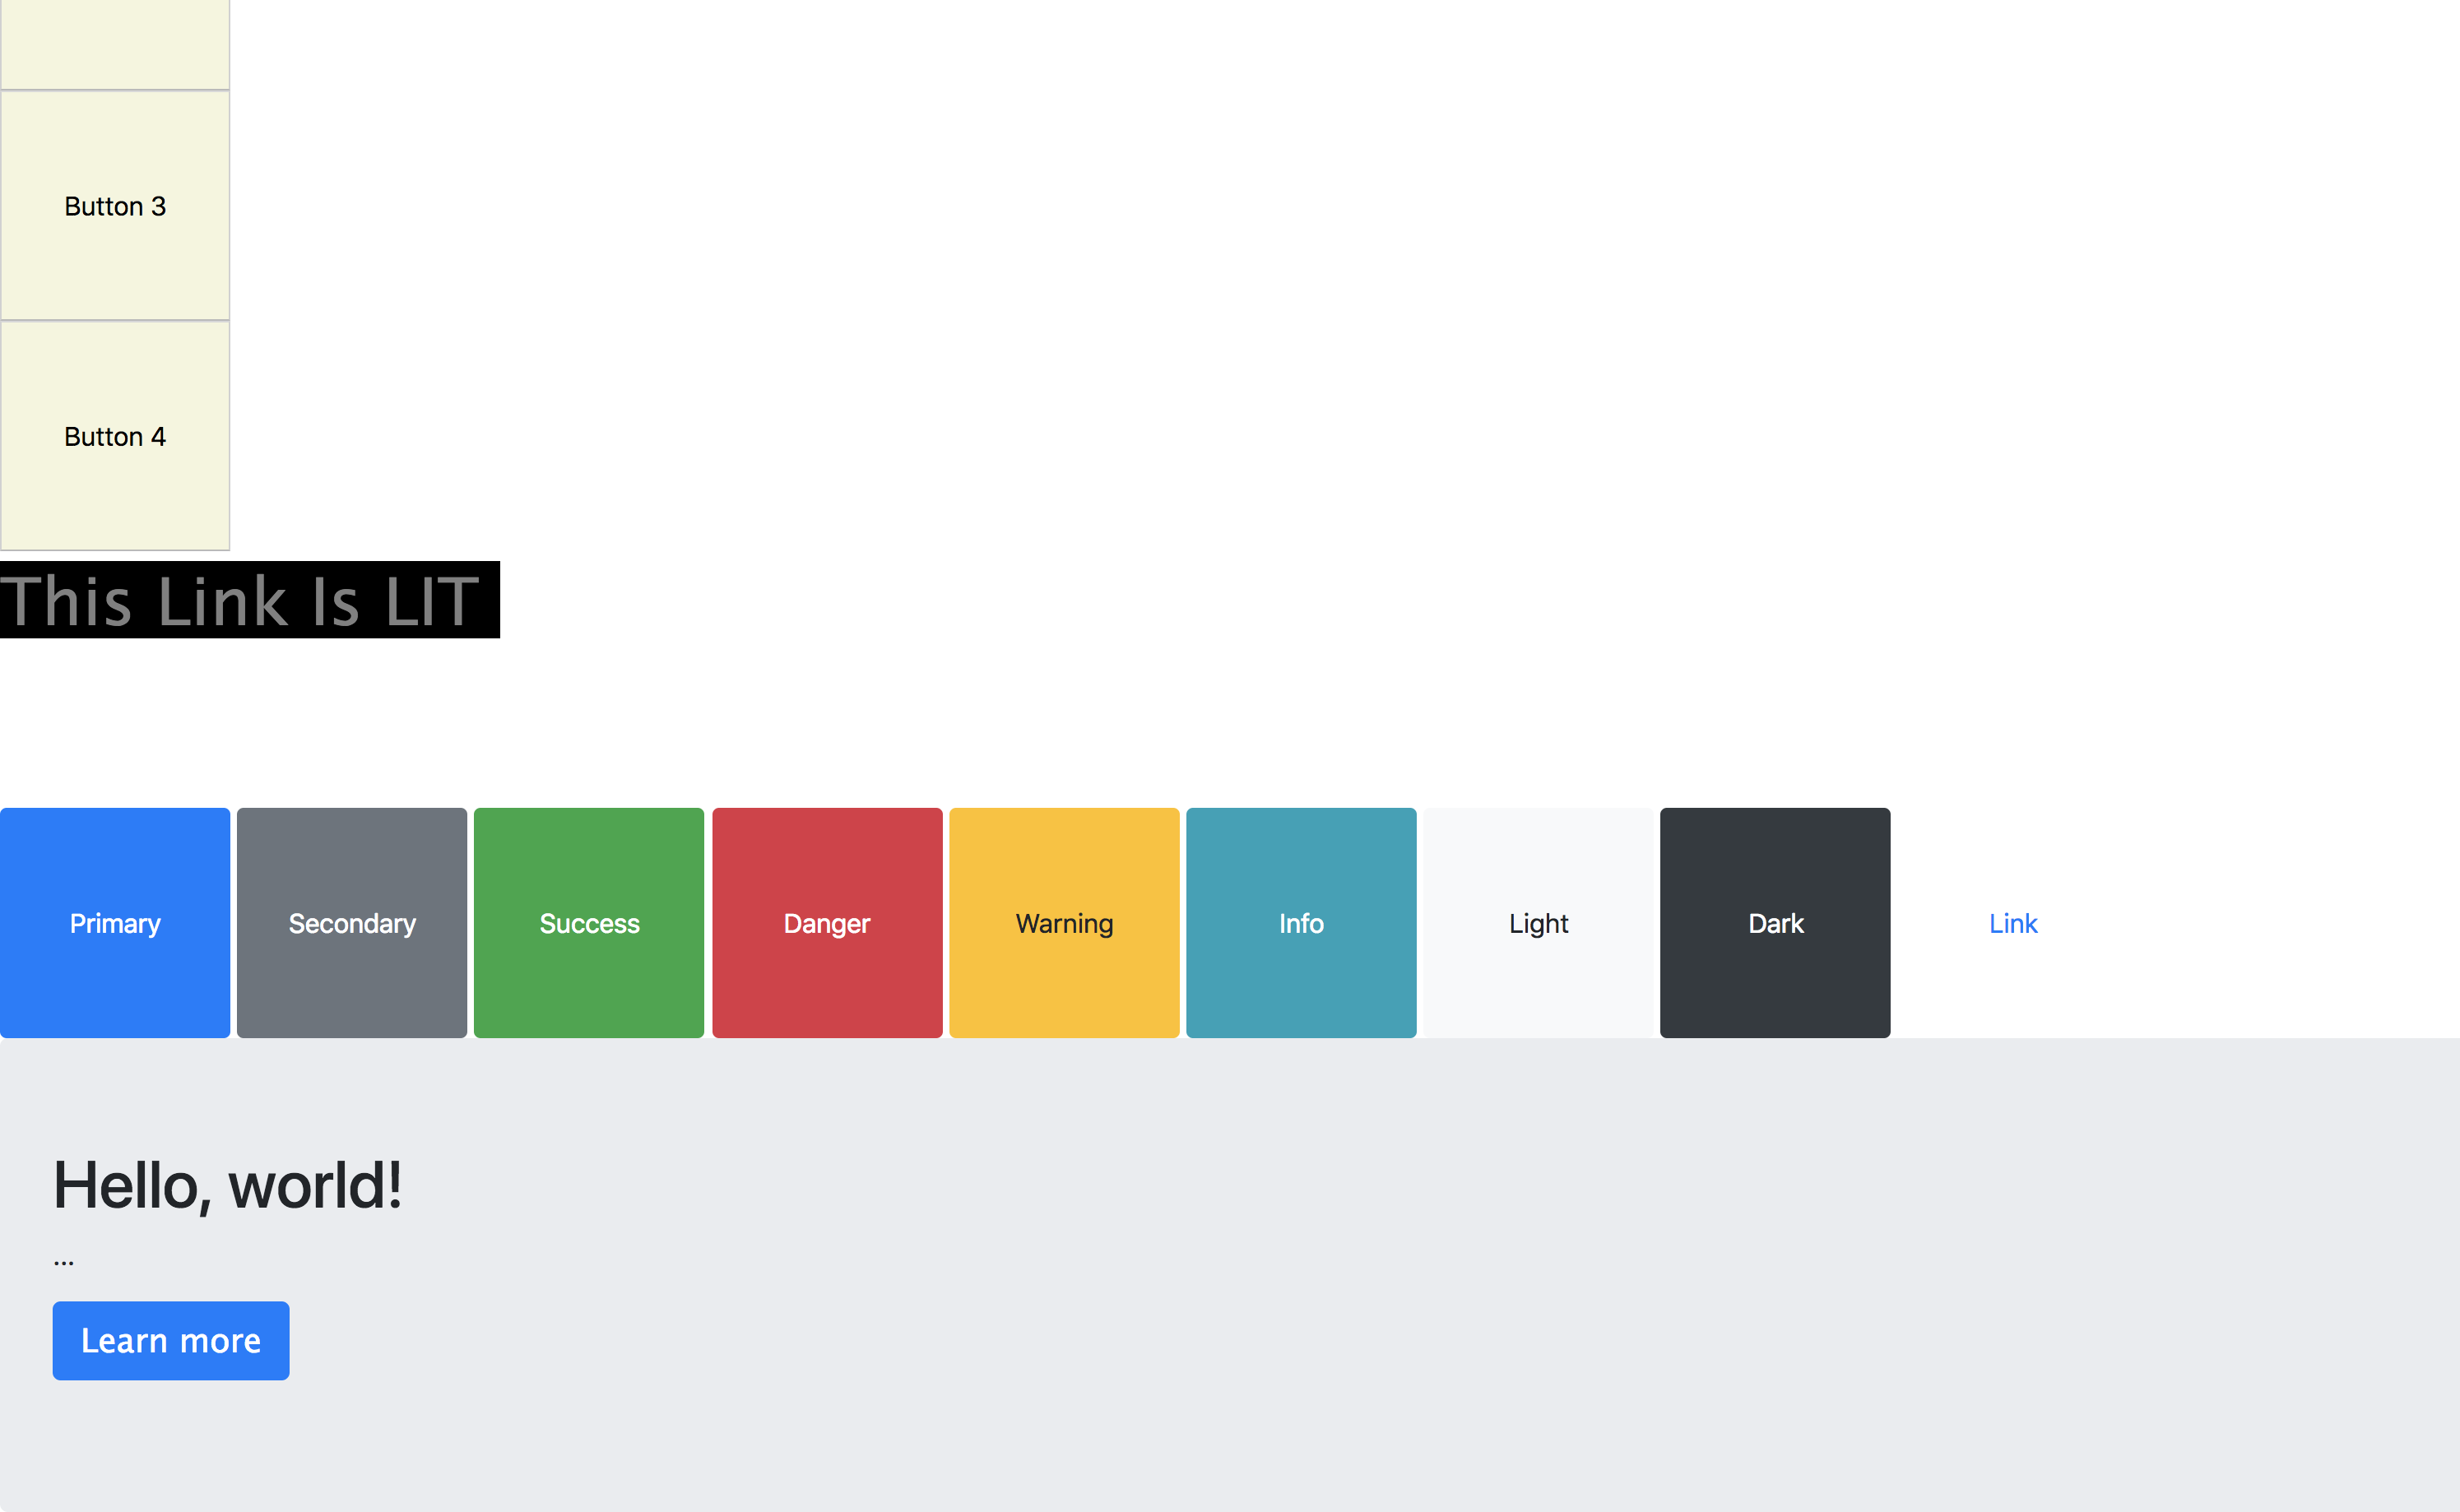 Button 3
Button 4
This Link Is LIT
Primary Secondary Success Danger Warning Info Light Dark Link
Hello, world!
...
Learn more